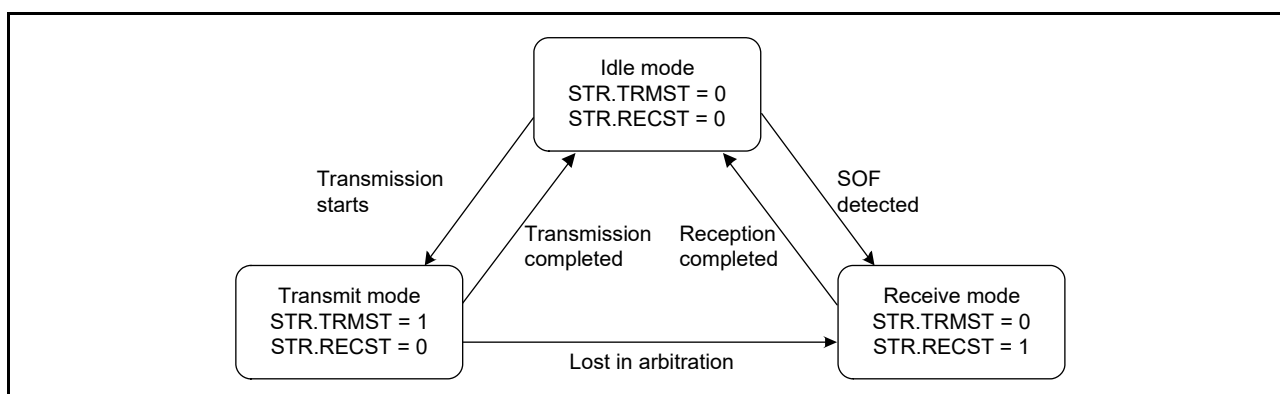 Idle mode
STR.TRMST = 0
STR.RECST = 0
Transmission
starts
SOF
detected
Transmission
completed
Reception
completed
Transmit mode
STR.TRMST = 1
STR.RECST = 0
Receive mode
STR.TRMST = 0
STR.RECST = 1
Lost in arbitration